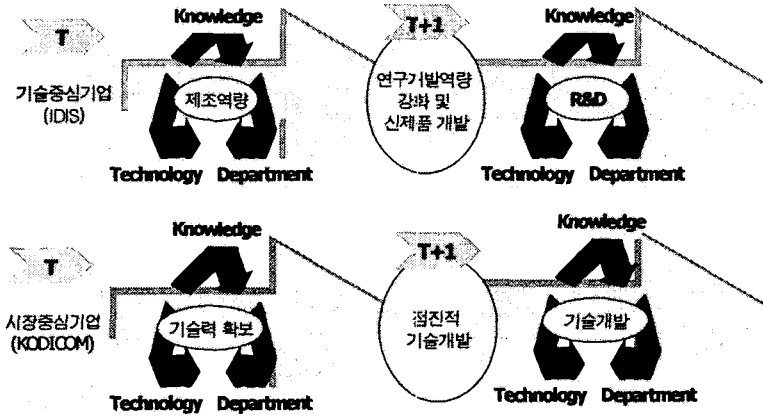 T
Knowledge
T+1
Knowledge
기술중심기업
(IDIS)
제조역량
연구개발역량
강화 및
신제품 개발
R&D
Technology Department
Technology Department
T
Knowledge
T+1
Knowledge
시장중심기업
(KODICOM)
기술력 확보
점진적
기술개발
기술개발
Technology Department
Technology Department